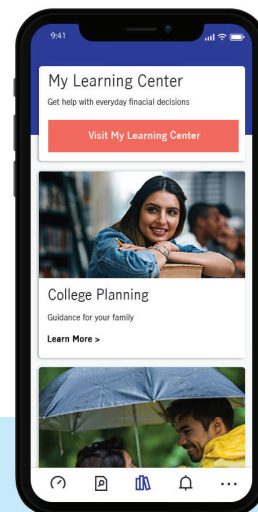 9:41
My Learning Center
Get help with everyday finacial decisions
Visit My Learning Center
College Planning
Guidance for your family
Learn More >